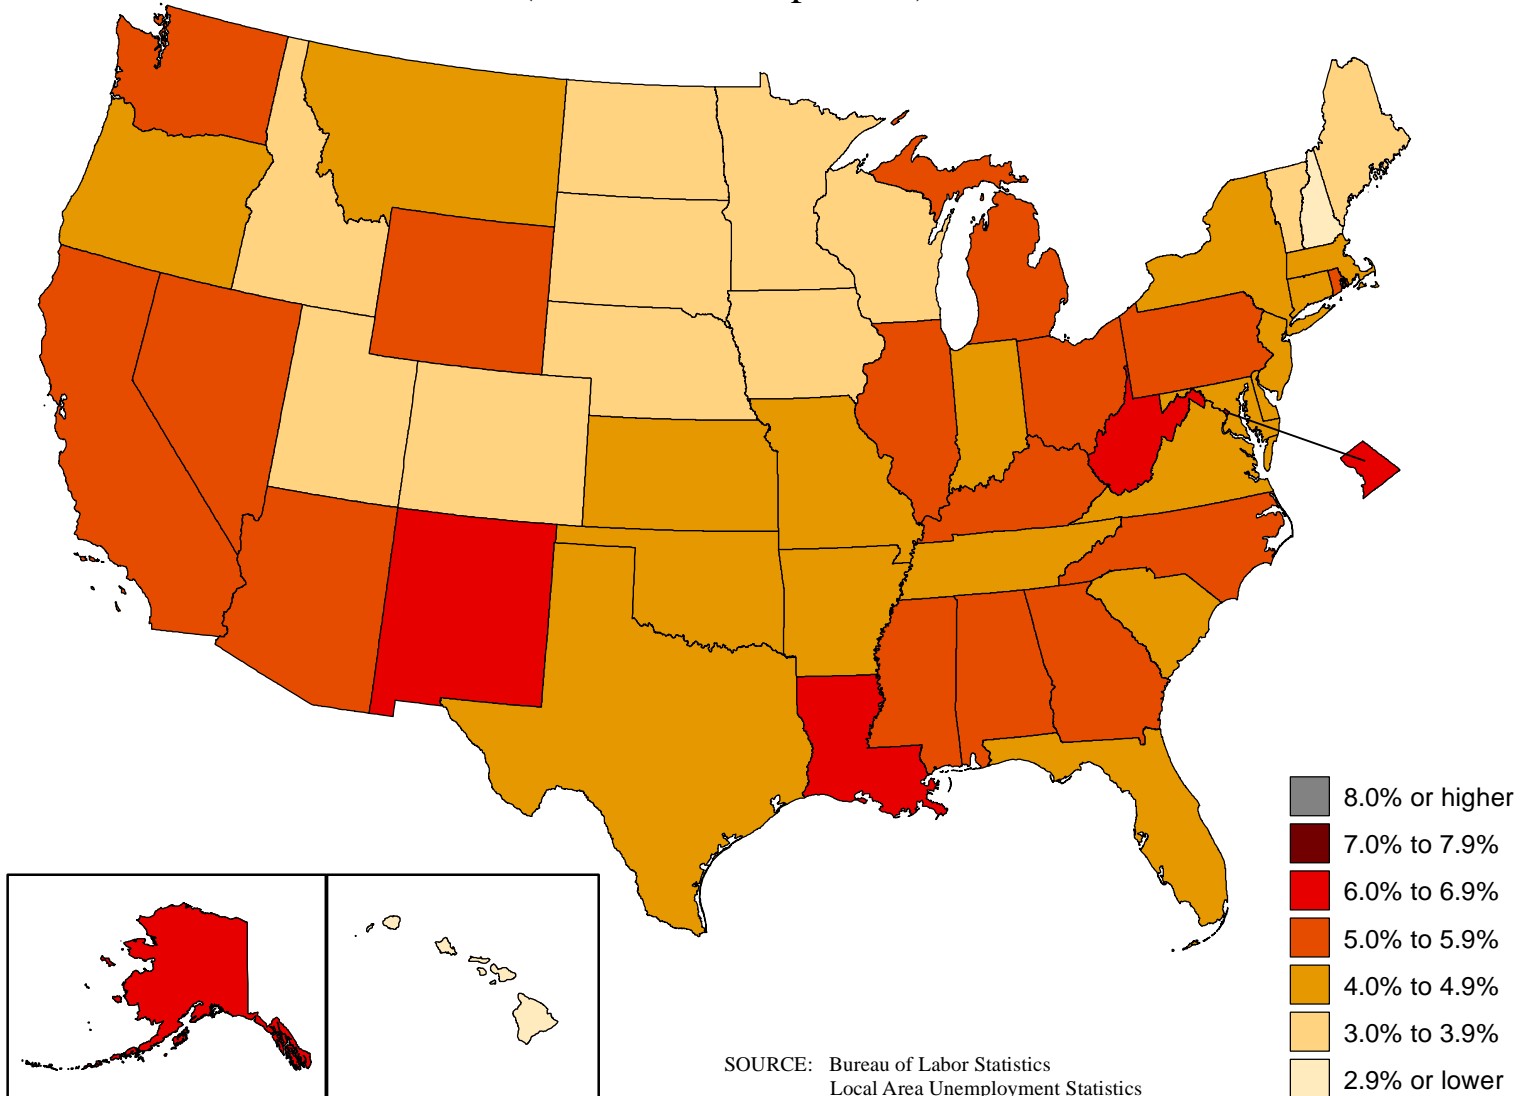 8.0% or higher
7.0% to 7.9%
6.0% to 6.9%
5.0% to 5.9%
4.0% to 4.9%
3.0% to 3.9%
2.9% or lower
SOURCE: Bureau of Labor Statistics
Local Area Unemployment Statistics